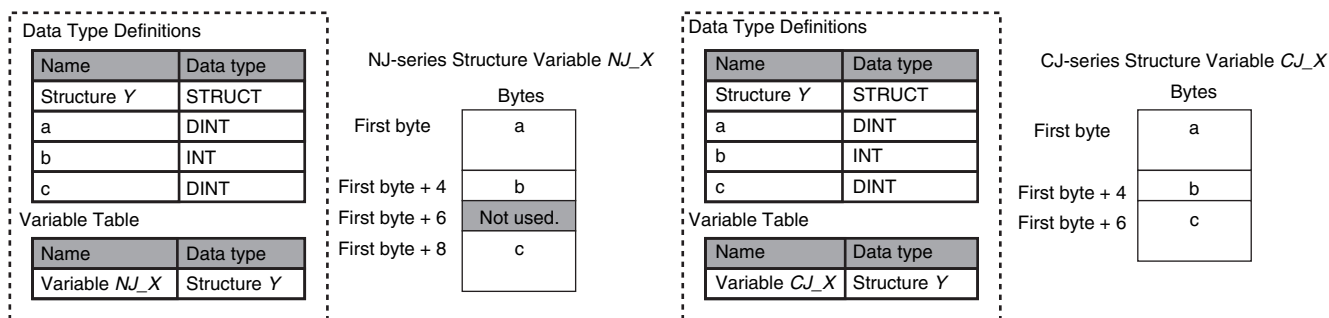 Data Type Definitions
Name Data type
Structure Y STRUCT
a DINT
b INT
c DINT
Variable Table
Name Data type
Variable NJ_X Structure Y
NJ-series Structure Variable NJ_X
Bytes
First byte a
First byte + 4 b
First byte + 6 Not used.
First byte + 8 c
Data Type Definitions
Name Data type
Structure Y STRUCT
a DINT
b INT
c DINT
Variable Table
Name Data type
Variable CJ_X Structure Y
CJ-series Structure Variable CJ_X
Bytes
First byte a
First byte + 4 b
First byte + 6 c